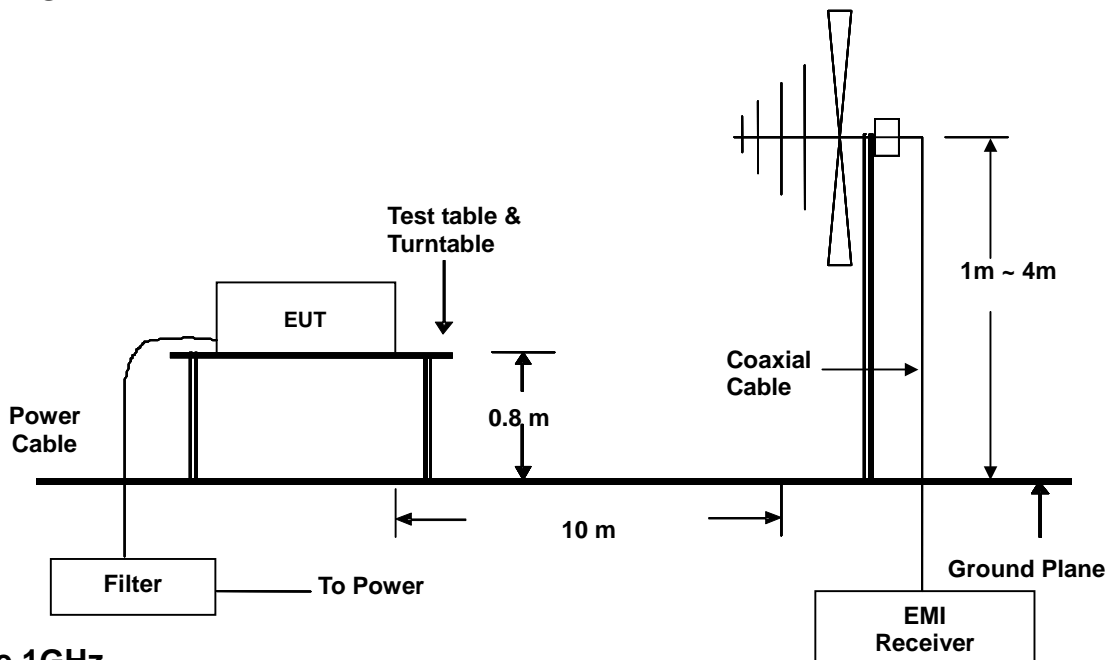 Test table &
Turntable
EUT
1m ~ 4m
Coaxial
Cable
0.8 m
Power
Cable
10 m
Ground Plane
Filter
To Power
EMI
Receiver
1GHz